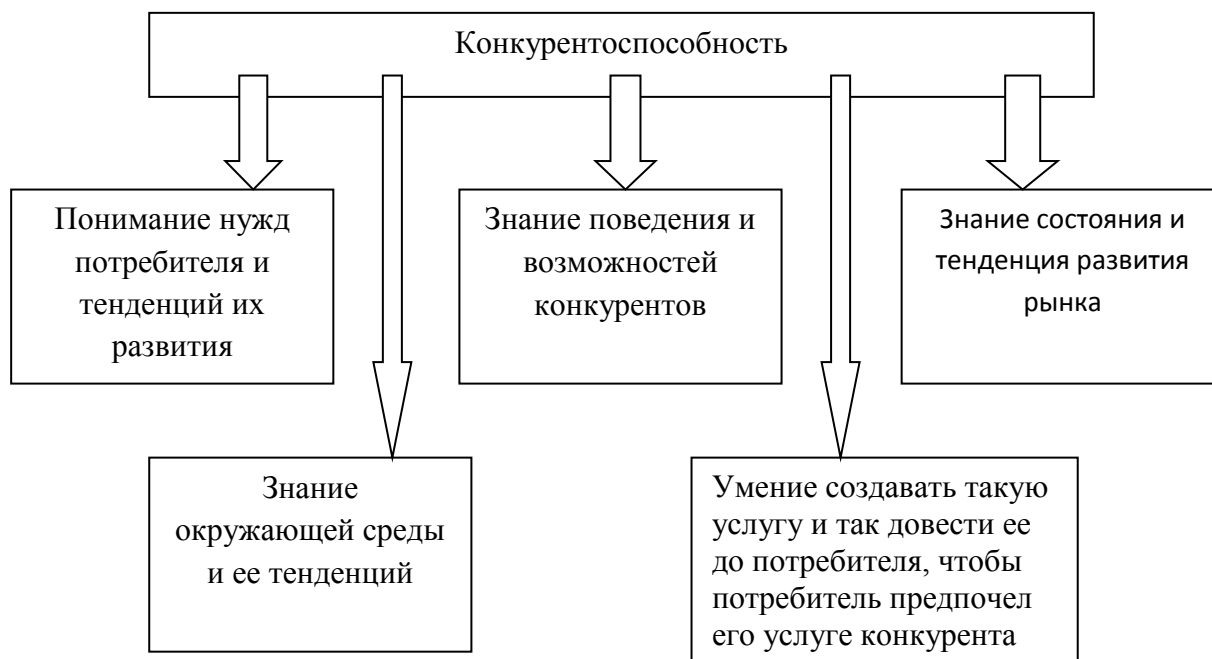 Конкурентоспособность
Понимание нужд
потребителя и
тенденций их
развития
Знание поведения и
возможностей
конкурентов
Знание состояния и
тенденция развития
рынка
Знание
окружающей среды
и ее тенденций
Умение создавать такую
услугу и так довести ее
до потребителя, чтобы
потребитель предпочел
его услуге конкурента